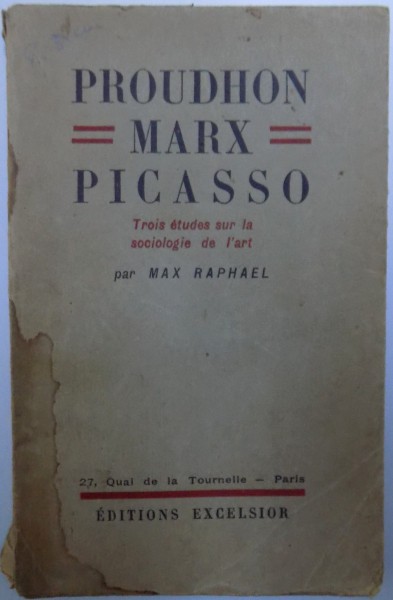 PROUDHON
MARX
PICASSO
Trois études sur la
sociologie de l'art
par MAX RAPHAEL
27, Quai de la Tournelle — Paris
ÉDITIONS EXCELSIOR